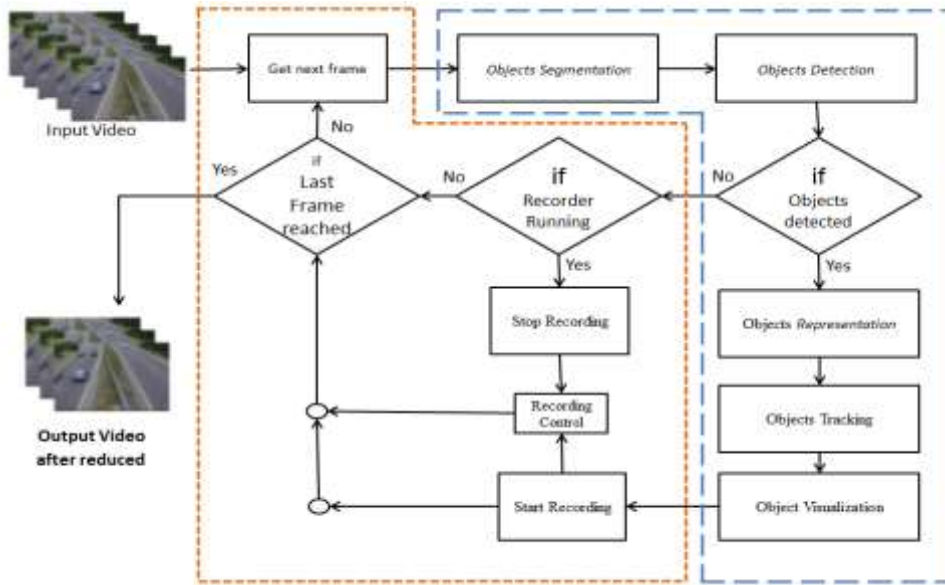 Get next frame
Objects Segmentation
Objects Detection
Input Video
No
Yes
if
Last
Frame
reached
No
if
Recorder
Running
No
if
Objects
detected
Yes
Yes
Stop Recording
Objects Representation
Recording
Control
Objects Tracking
Output Video
after reduced
Start Recording
Object Visualization